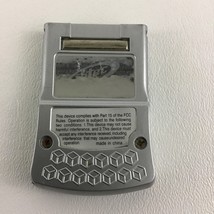 This device complies with Part 15 of the FCC
Rules. Operation is subject to the following
two conditions: 1.This device may not cause
harmful interference, and 2.This device must
accept any interference received, including
interference that may cause undesired
operation. made in china.